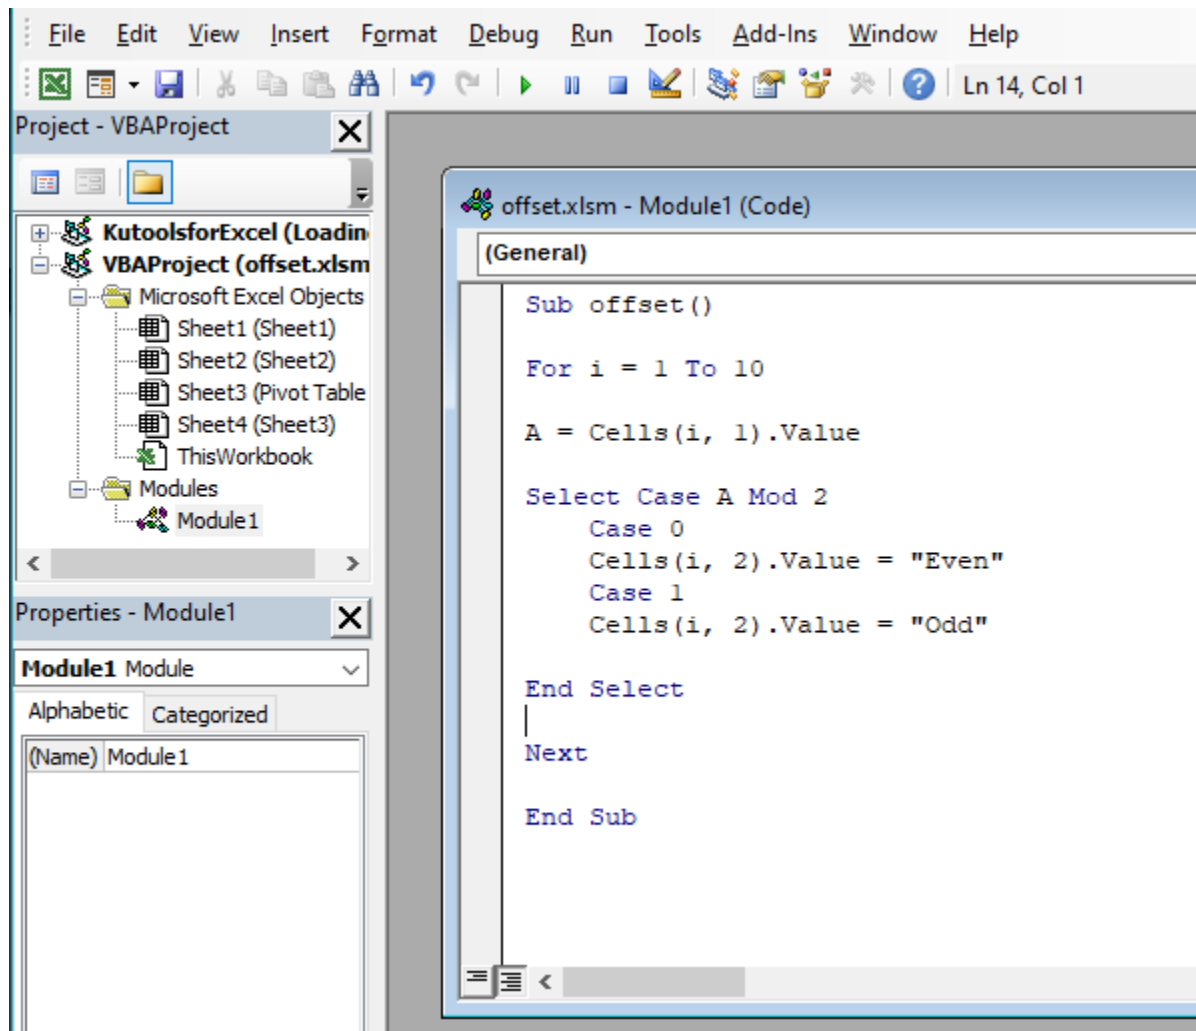 File Edit View Insert Format Debug Run Tools Add-Ins Window Help
Ln 14, Col 1
Project - VBAProject
KutoolsforExcel (Loadin
VBAProject (offset.xlsm
Microsoft Excel Objects
Sheet1 (Sheet1)
Sheet2 (Sheet2)
Sheet3 (Pivot Table
Sheet4 (Sheet3)
ThisWorkbook
Modules
Module1
Properties - Module1
Module1 Module
Alphabetic Categorized
(Name) Module1
offset.xlsm - Module1 (Code)
(General)
Sub offset()
For i = 1 To 10
A = Cells(i, 1).Value
Select Case A Mod 2
Case 0
Cells(i, 2).Value = "Even"
Case 1
Cells(i, 2).Value = "Odd"
End Select
Next
End Sub